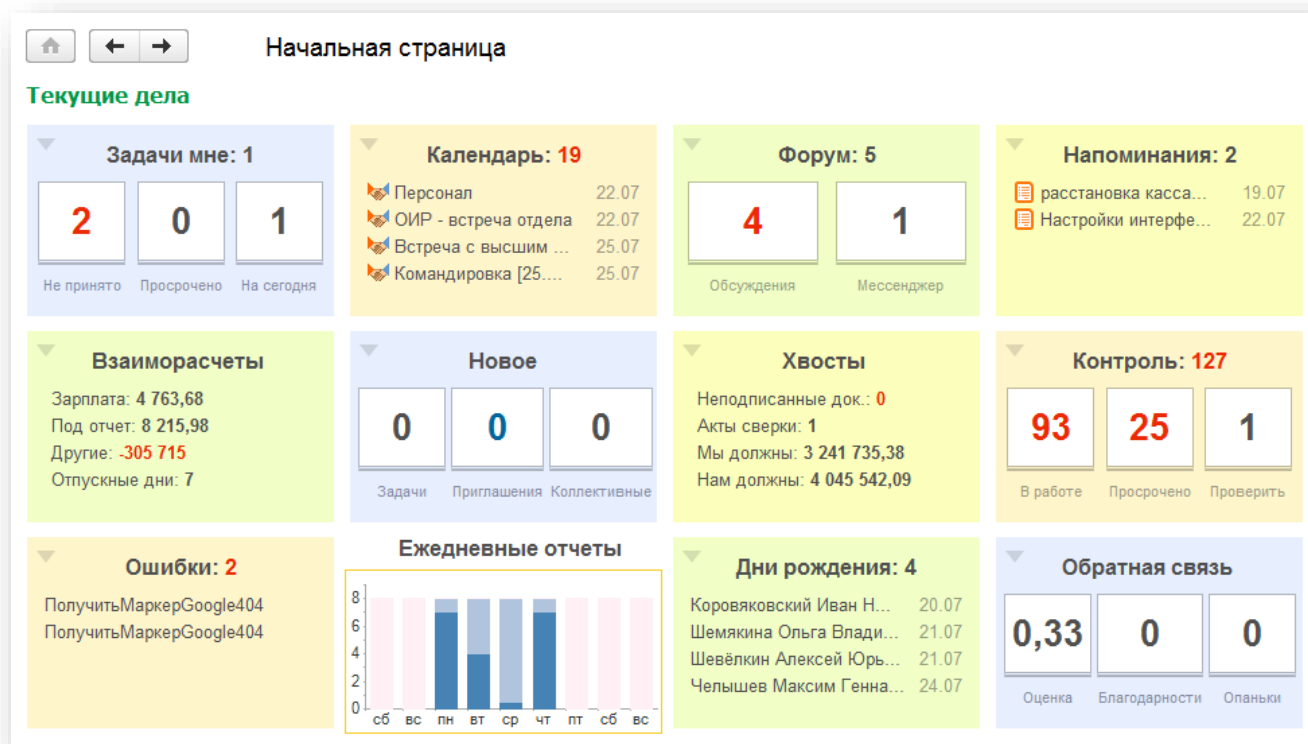 Начальная страница
Текущие дела
Задачи мне: 1
2 0 1
Не принято Просрочено На сегодня
Календарь: 19
Персонал 22.07
ОИР - встреча отдела 22.07
Встреча с высшим ... 25.07
Командировка [25.... 25.07
Форум: 5
4 1
Обсуждения Мессенджер
Напоминания: 2
расстановка касса... 19.07
Настройки интерфе... 22.07
Взаиморасчеты
Зарплата: 4 763,68
Под отчет: 8 215,98
Другие: -305 715
Отпускные дни: 7
Новое
0 0 0
Задачи Приглашения Коллективные
Хвосты
Неподписанные док.: 0
Акты сверки: 1
Мы должны: 3 241 735,38
Нам должны: 4 045 542,09
Контроль: 127
93 25 1
В работе Просрочено Проверить
Ошибки: 2
ПолучитьМаркерGoogle404
ПолучитьМаркерGoogle404
Ежедневные отчеты
8
6
4
2
0
сб вс пн вт ср чт пт сб вс
Дни рождения: 4
Коровяковский Иван Н... 20.07
Шемякина Ольга Влади... 21.07
Шевёлкин Алексей Юрь... 21.07
Челышев Максим Генна... 24.07
Обратная связь
0,33 0 0
Оценка Благодарности Опаньки